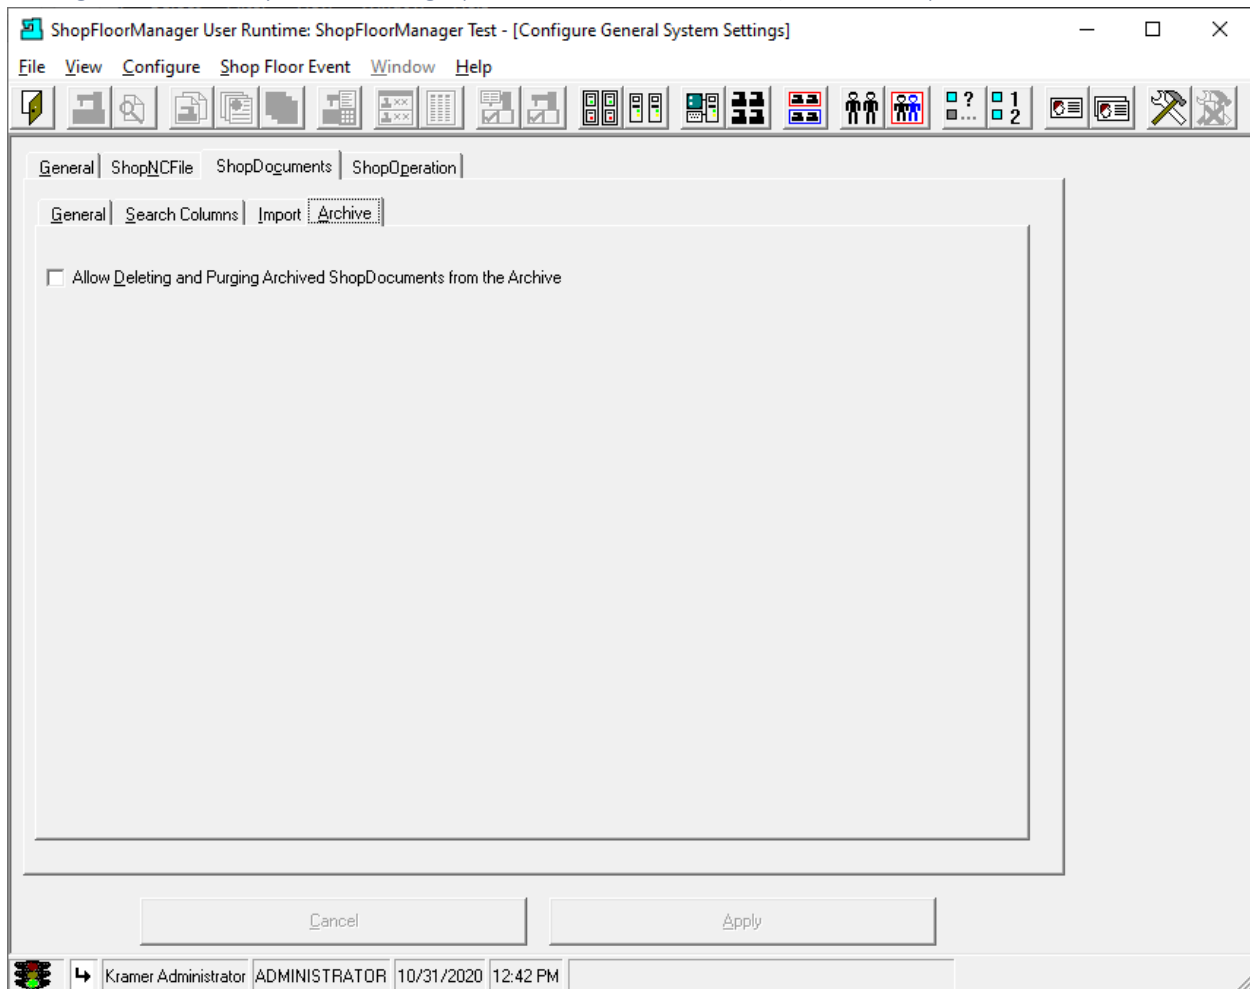 ShopFloorManager User Runtime: ShopFloorManager Test - [Configure General System Settings]
File View Configure Shop Floor Event Window Help
General ShopNCFile ShopDocuments ShopOperation
General Search Columns Import Archive
Allow Deleting and Purging Archived ShopDocuments from the Archive
Cancel Apply
Kramer Administrator ADMINISTRATOR 10/31/2020 12:42 PM